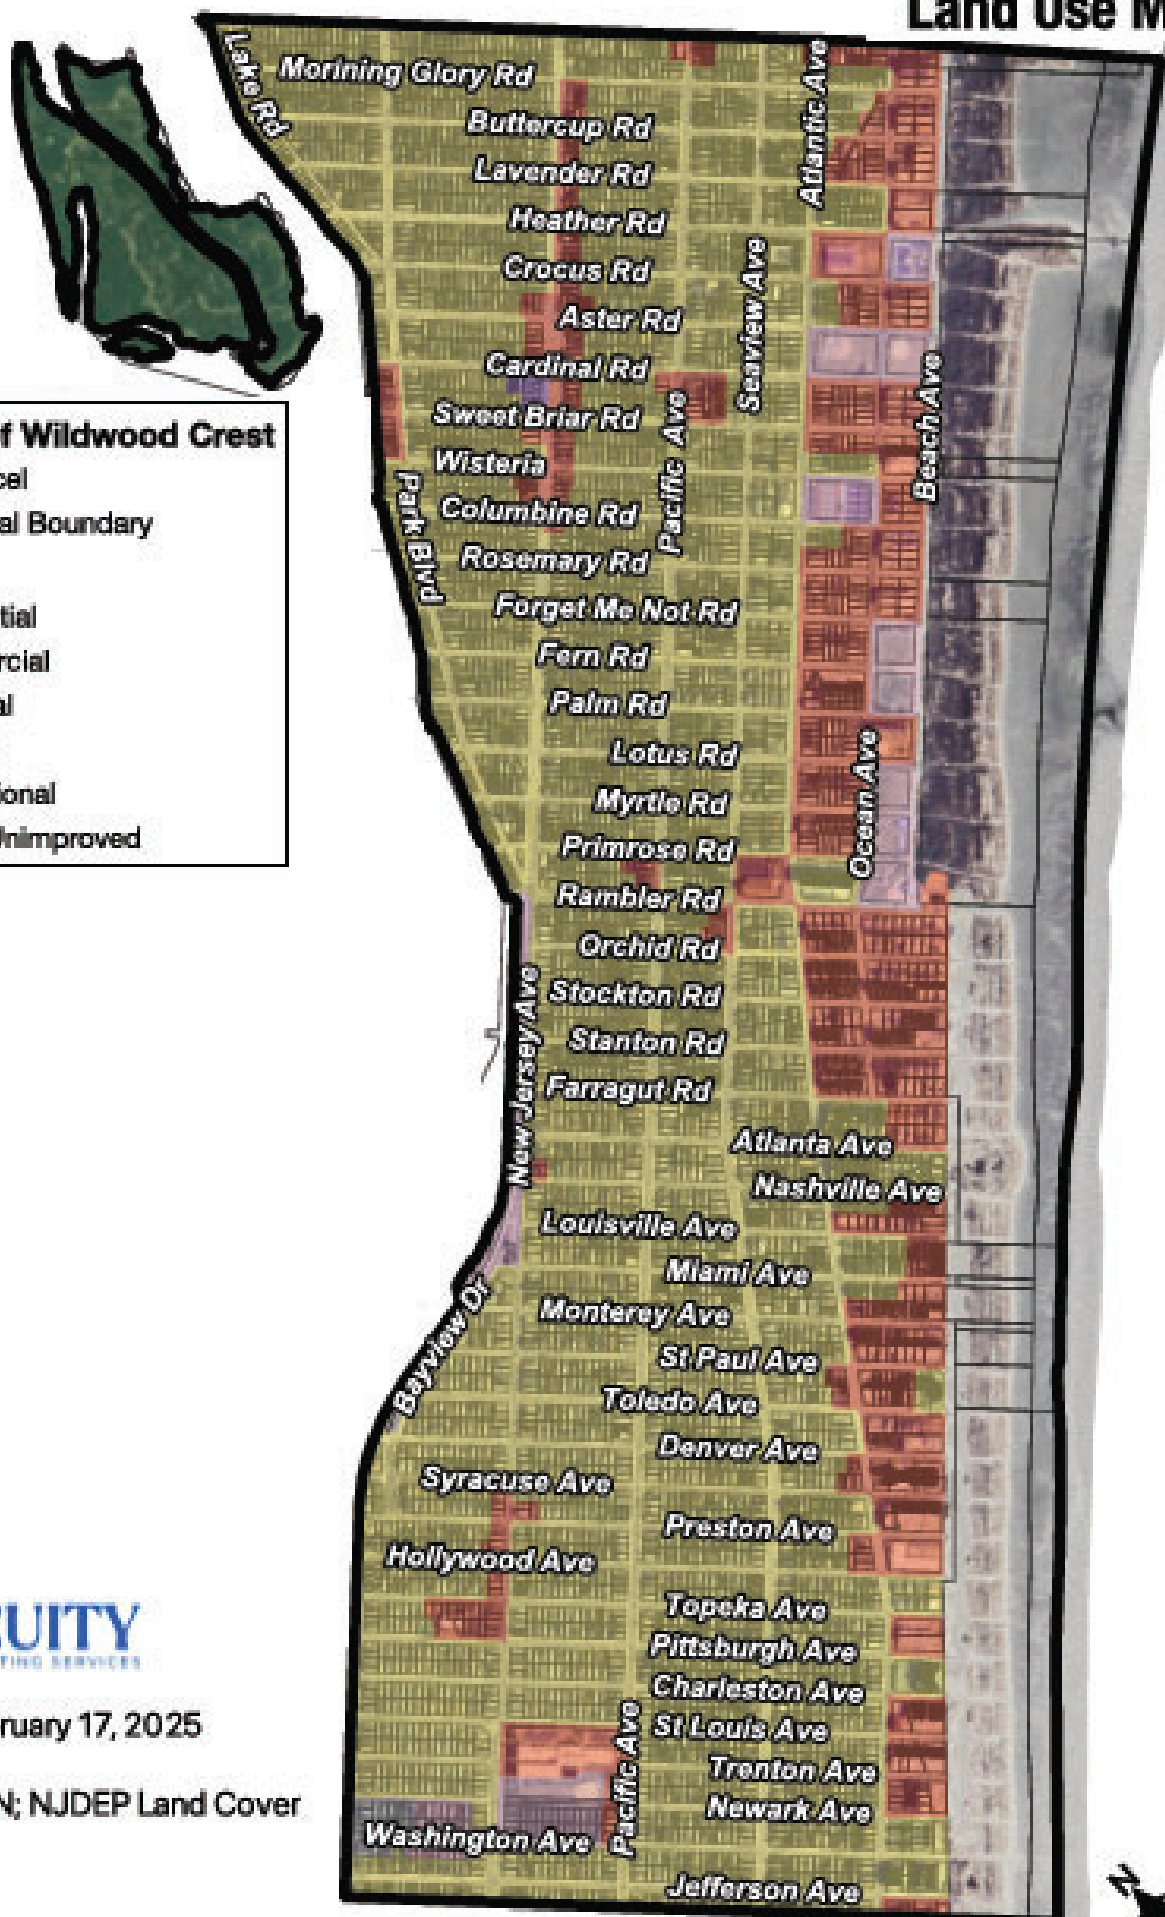 Land Use M
Lake Rd
Morining Glory Rd
Atlantic Ave
Buttercup Rd
Lavender Rd
Heather Rd
Crocus Rd
Seaview Ave
Aster Rd
Cardinal Rd
Beach Ave
Sweet Briar Rd
Pacific Ave
f Wildwood Crest
cel
al Boundary
tial
rcial
al
ional
Unimproved
Wisteria
Park Blvd
Columbine Rd
Rosemary Rd
Forget Me Not Rd
Fern Rd
Palm Rd
Lotus Rd
Ocean Ave
Myrtle Rd
Primrose Rd
Rambler Rd
Orchid Rd
New Jersey Ave
Stockton Rd
Stanton Rd
Farragut Rd
Atlanta Ave
Nashville Ave
Louisville Ave
Miami Ave
Bayview Dr
Monterey Ave
St Paul Ave
Toledo Ave
Denver Ave
Syracuse Ave
Preston Ave
Hollywood Ave
Topeka Ave
Pittsburgh Ave
Charleston Ave
Pacific Ave
St Louis Ave
Trenton Ave
Newark Ave
Washington Ave
Jefferson Ave
UITY
TING SERVICES
ruary 17, 2025
N; NJDEP Land Cover
N